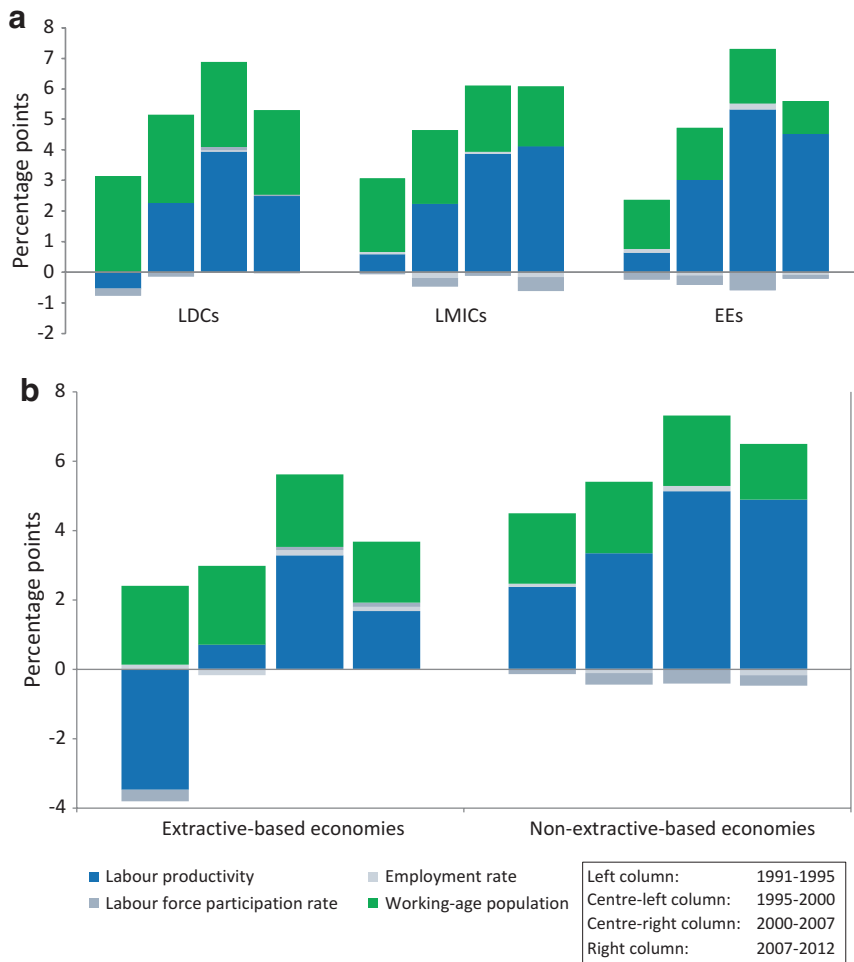 a
8
7
6
5
4
3
2
1
0
-1
-2
Percentage points
LDCs
LMICs
EEs
b
8
6
4
2
0
-2
-4
Percentage points
Extractive-based economies
Non-extractive-based economies
Labour productivity
Employment rate
Labour force participation rate
Working-age population
Left column: 1991-1995
Centre-left column: 1995-2000
Centre-right column: 2000-2007
Right column: 2007-2012